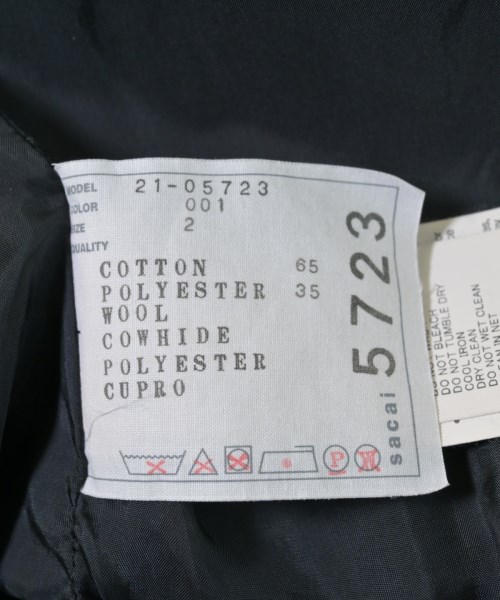 MODEL 21-05723
COLOR 001
SIZE 2
QUALITY
COTTON 65
POLYESTER 35
WOOL
COWHIDE
POLYESTER
CUPRO
5723
sacai
P
W
DO NOT BLEACH
DO NOT TUMBLE DRY
COOL IRON
DRY CLEAN
DO NOT WET CLEAN